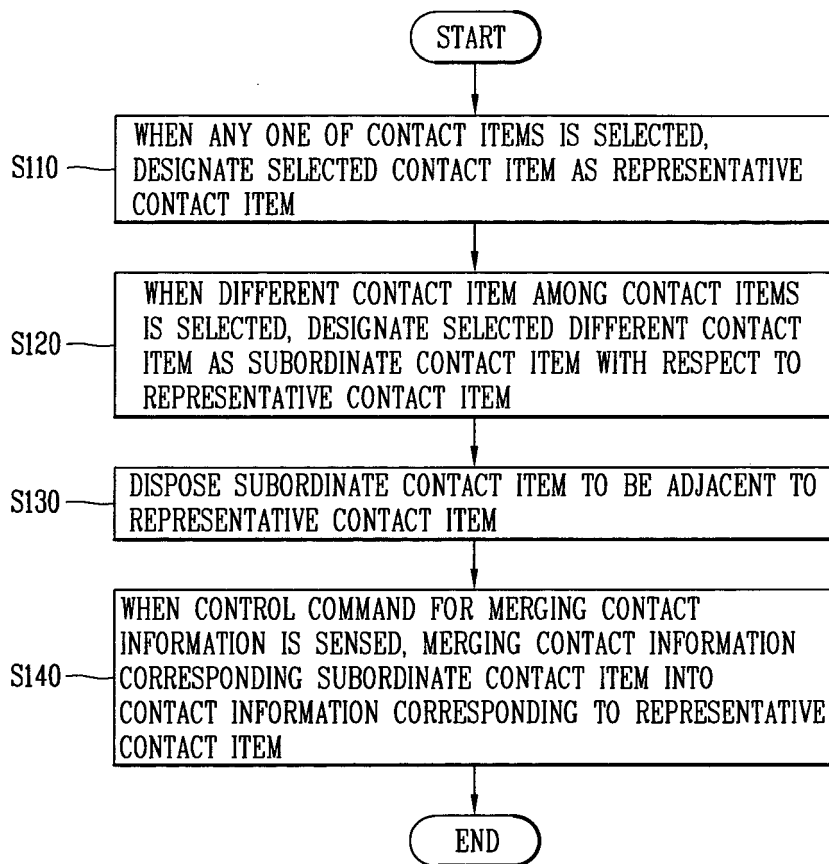 START
S110
WHEN ANY ONE OF CONTACT ITEMS IS SELECTED,
DESIGNATE SELECTED CONTACT ITEM AS REPRESENTATIVE
CONTACT ITEM
S120
WHEN DIFFERENT CONTACT ITEM AMONG CONTACT ITEMS
IS SELECTED, DESIGNATE SELECTED DIFFERENT CONTACT
ITEM AS SUBORDINATE CONTACT ITEM WITH RESPECT TO
REPRESENTATIVE CONTACT ITEM
S130
DISPOSE SUBORDINATE CONTACT ITEM TO BE ADJACENT TO
REPRESENTATIVE CONTACT ITEM
S140
WHEN CONTROL COMMAND FOR MERGING CONTACT
INFORMATION IS SENSED, MERGING CONTACT INFORMATION
CORRESPONDING SUBORDINATE CONTACT ITEM INTO
CONTACT INFORMATION CORRESPONDING TO REPRESENTATIVE
CONTACT ITEM
END